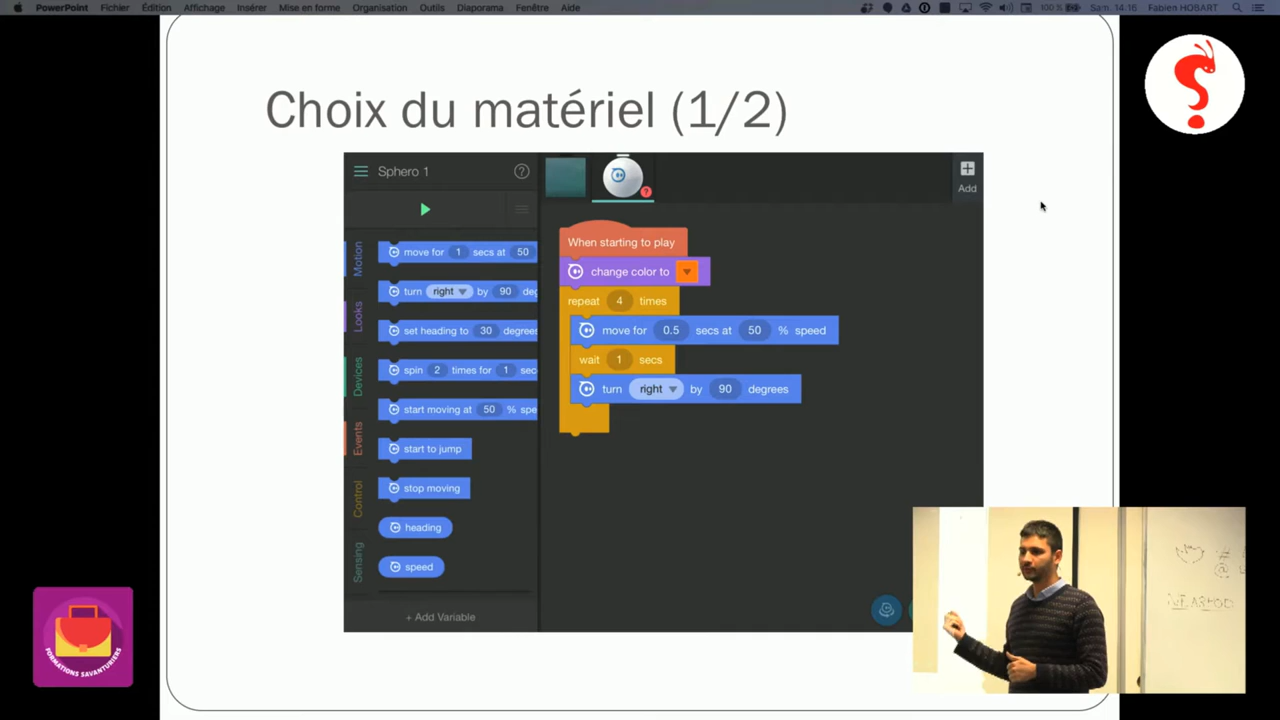 PowerPoint Fichier Édition Affichage Insérer Mise en forme Organisation Outils Fenêtre Diaporama Aide 100 % Sam. 14:16 Fabien HOBART
Choix du matériel (1/2)
Sphero 1 ?
Add
Motion
Looks
Devices
Events
Control
Sensing
move for 1 secs at 50
turn right by 90 deg
set heading to 30 degrees
spin 2 times for 1 sec
start moving at 50 % spe
start to jump
stop moving
heading
speed
+ Add Variable
When starting to play
change color to
repeat 4 times
move for 0.5 secs at 50 % speed
wait 1 secs
turn right by 90 degrees
?
FORMATIONS SAVANTURIERS